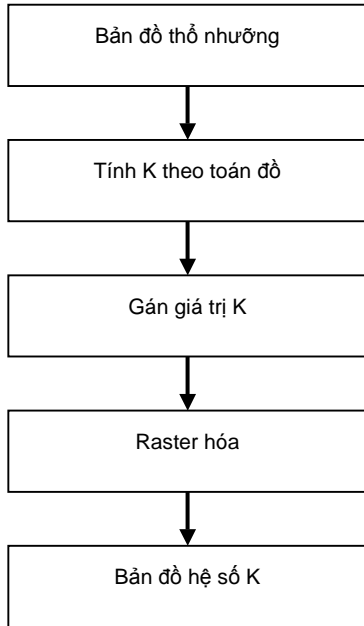 Bản đồ thổ nhưỡng
Tính K theo toán đồ
Gán giá trị K
Raster hóa
Bản đồ hệ số K